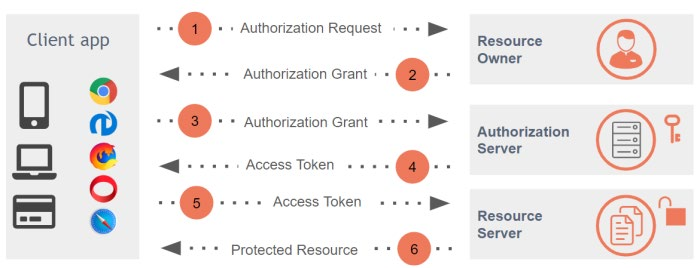 Client app
1 Authorization Request
Authorization Grant 2
3 Authorization Grant
Access Token 4
5 Access Token
Protected Resource 6
Resource
Owner
Authorization
Server
Resource
Server